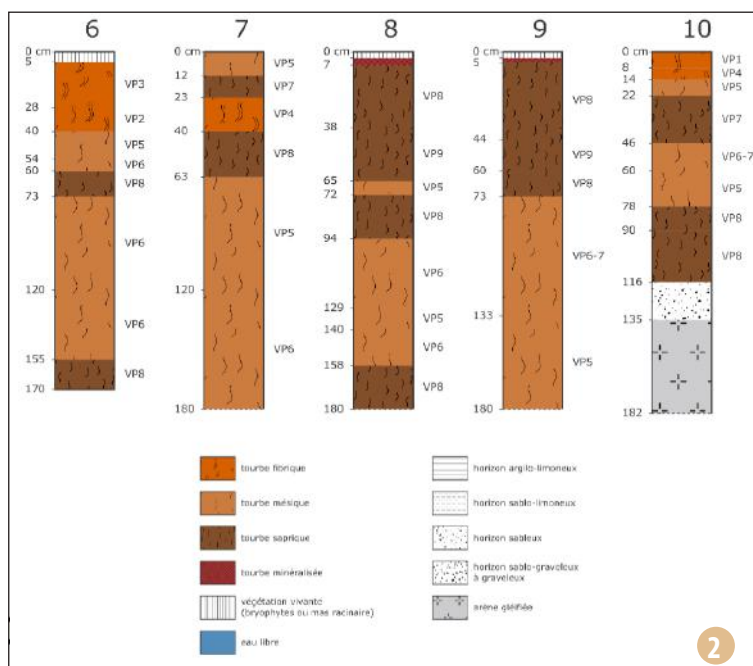 6 7 8 9 10
0 cm
5
28
40
54
60
73
120
155
170
VP3
VP2
VP5
VP6
VP8
VP6
VP6
VP8
0 cm
12
23
40
63
120
180
VP5
VP7
VP4
VP8
VP5
VP6
0 cm
7
38
65
72
94
129
140
158
180
VP8
VP9
VP5
VP8
VP6
VP5
VP6
VP8
0 cm
5
44
60
73
133
180
VP8
VP9
VP8
VP6-7
VP5
0 cm
8
14
22
46
60
78
90
116
135
182
VP1
VP4
VP5
VP7
VP6-7
VP5
VP8
VP8
tourbe fibrique
tourbe mésique
tourbe saprique
tourbe minéralisée
végétation vivante
(bryophytes ou mas racinaire)
eau libre
horizon argilo-limoneux
horizon sablo-limoneux
horizon sableux
horizon sablo-graveleux
à graveleux
arène gléifiée
2